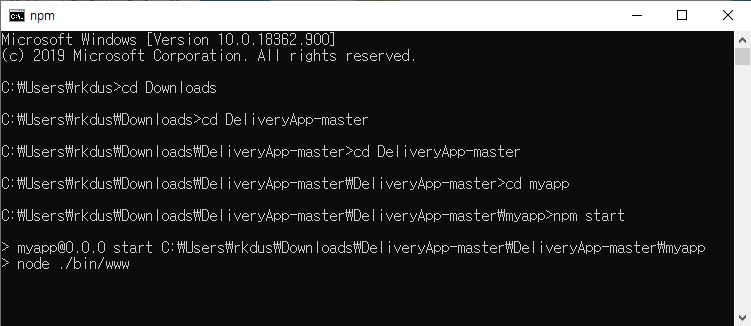 npm
Microsoft Windows [Version 10.0.18362.900]
(c) 2019 Microsoft Corporation. All rights reserved.
C:₩Users₩rkdus>cd Downloads
C:₩Users₩rkdus₩Downloads>cd DeliveryApp-master
C:₩Users₩rkdus₩Downloads₩DeliveryApp-master>cd DeliveryApp-master
C:₩Users₩rkdus₩Downloads₩DeliveryApp-master₩DeliveryApp-master>cd myapp
C:₩Users₩rkdus₩Downloads₩DeliveryApp-master₩DeliveryApp-master₩myapp>npm start
> myapp@0.0.0 start C:₩Users₩rkdus₩Downloads₩DeliveryApp-master₩DeliveryApp-master₩myapp
> node ./bin/www